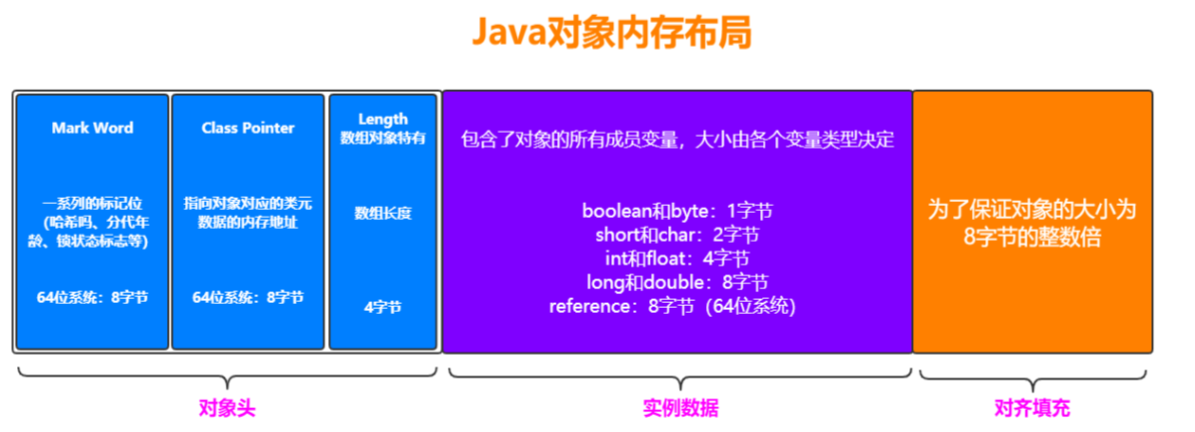 Java对象内存布局
Mark Word
一系列的标记位
(哈希吗、分代年
龄、锁状态标志等)
64位系统：8字节
Class Pointer
指向对象对应的类元
数据的内存地址
64位系统：8字节
Length
数组对象特有
数组长度
4字节
包含了对象的所有成员变量，大小由各个变量类型决定
boolean和byte：1字节
short和char：2字节
int和float：4字节
long和double：8字节
reference：8字节（64位系统）
为了保证对象的大小为
8字节的整数倍
对象头
实例数据
对齐填充